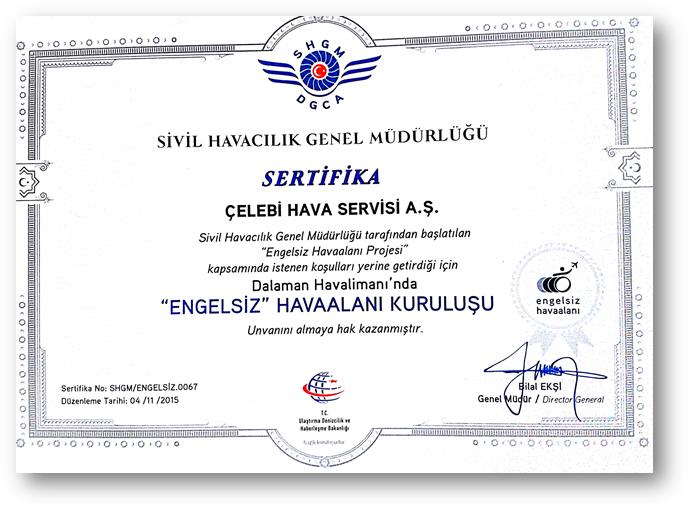 SHGM
DGCA
SİVİL HAVACILIK GENEL MÜDÜRLÜĞÜ
SERTİFİKA
ÇELEBİ HAVA SERVİSİ A.Ş.
Sivil Havacılık Genel Müdürlüğü tarafından başlatılan
“Engelsiz Havaalanı Projesi”
kapsamında istenen koşulları yerine getirdiği için
Dalaman Havalimanı’nda
“ENGELSİZ” HAVAALANI KURULUŞU
Unvanını almaya hak kazanmıştır.
engelsiz
havaalanı
Sertifika No: SHGM/ENGELSİZ.0067
Düzenleme Tarihi: 04 /11 /2015
T.C.
Ulaştırma Denizcilik ve
Haberleşme Bakanlığı
Bilal EKŞİ
Genel Müdür / Director General